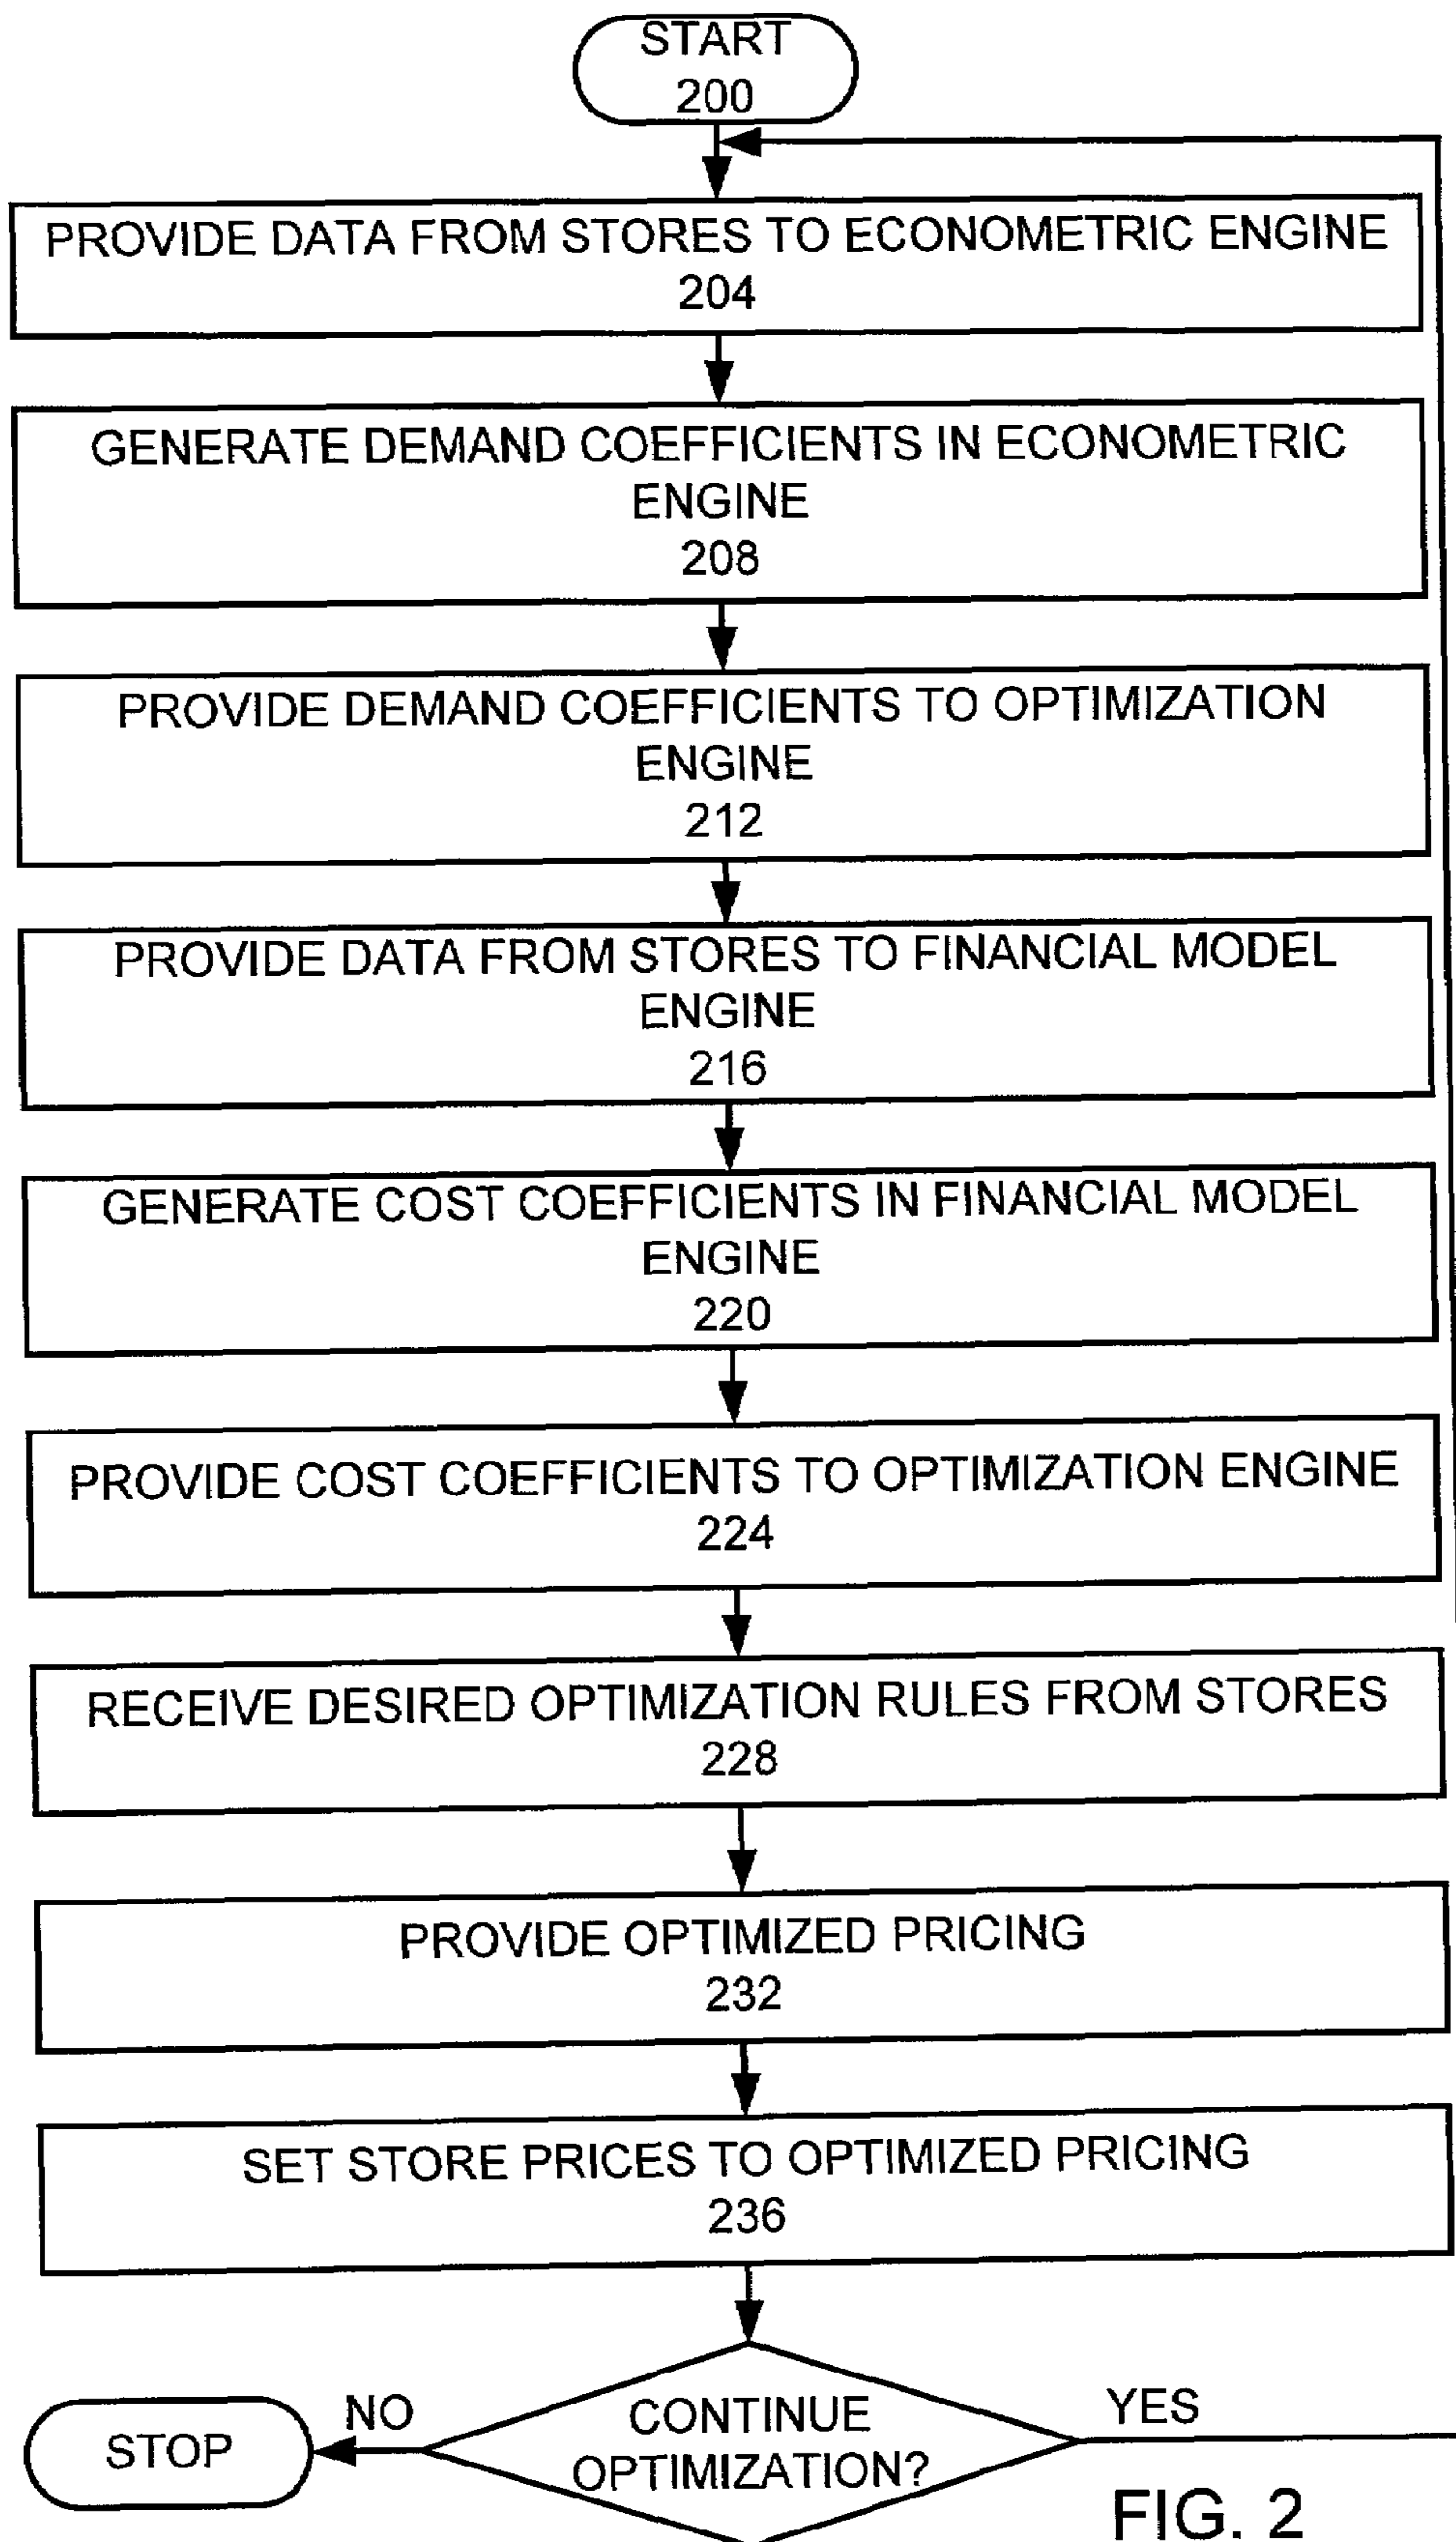 START
200
PROVIDE DATA FROM STORES TO ECONOMETRIC ENGINE
204
GENERATE DEMAND COEFFICIENTS IN ECONOMETRIC
ENGINE
208
PROVIDE DEMAND COEFFICIENTS TO OPTIMIZATION
ENGINE
212
PROVIDE DATA FROM STORES TO FINANCIAL MODEL
ENGINE
216
GENERATE COST COEFFICIENTS IN FINANCIAL MODEL
ENGINE
220
PROVIDE COST COEFFICIENTS TO OPTIMIZATION ENGINE
224
RECEIVE DESIRED OPTIMIZATION RULES FROM STORES
228
PROVIDE OPTIMIZED PRICING
232
SET STORE PRICES TO OPTIMIZED PRICING
236
CONTINUE
OPTIMIZATION?
NO
YES
STOP
FIG. 2